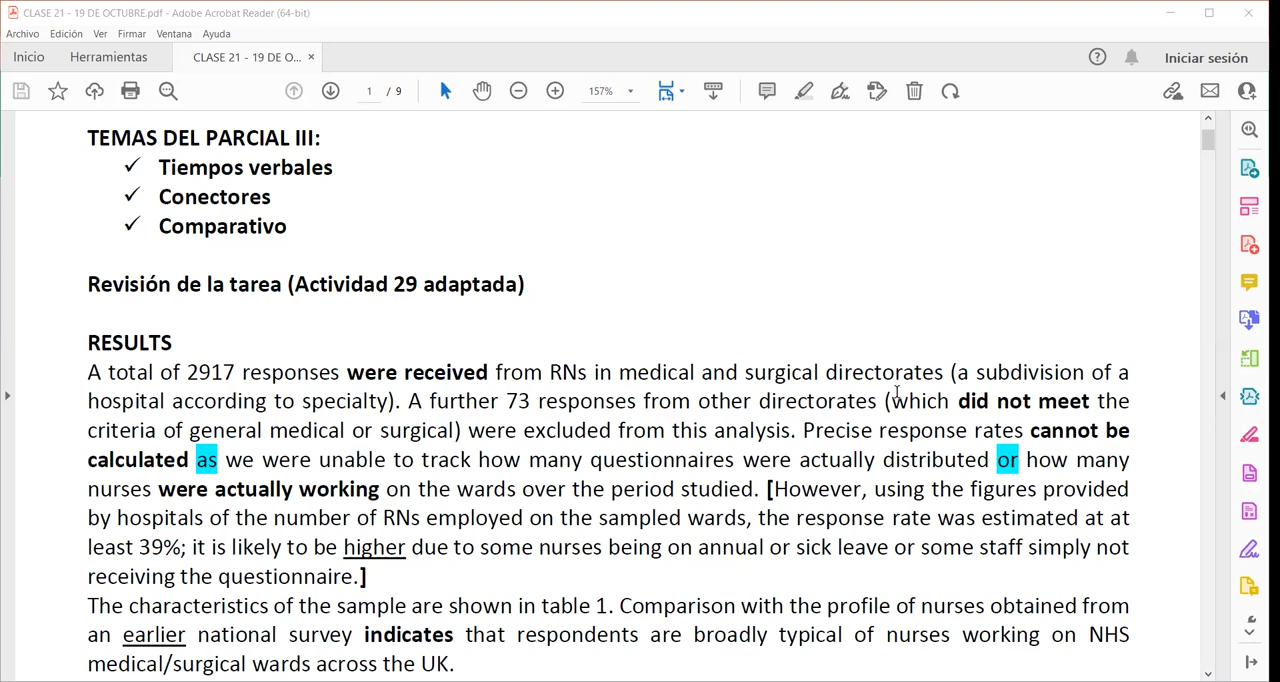 CLASE 21 - 19 DE OCTUBRE.pdf - Adobe Acrobat Reader (64-bit)
Archivo Edición Ver Firmar Ventana Ayuda
Inicio Herramientas CLASE 21 - 19 DE O... × Iniciar sesión
1 / 9 157%
TEMAS DEL PARCIAL III:
✓ Tiempos verbales
✓ Conectores
✓ Comparativo
Revisión de la tarea (Actividad 29 adaptada)
RESULTS
A total of 2917 responses were received from RNs in medical and surgical directorates (a subdivision of a
hospital according to specialty). A further 73 responses from other directorates (which did not meet the
criteria of general medical or surgical) were excluded from this analysis. Precise response rates cannot be
calculated as we were unable to track how many questionnaires were actually distributed or how many
nurses were actually working on the wards over the period studied. [However, using the figures provided
by hospitals of the number of RNs employed on the sampled wards, the response rate was estimated at at
least 39%; it is likely to be higher due to some nurses being on annual or sick leave or some staff simply not
receiving the questionnaire.]
The characteristics of the sample are shown in table 1. Comparison with the profile of nurses obtained from
an earlier national survey indicates that respondents are broadly typical of nurses working on NHS
medical/surgical wards across the UK.